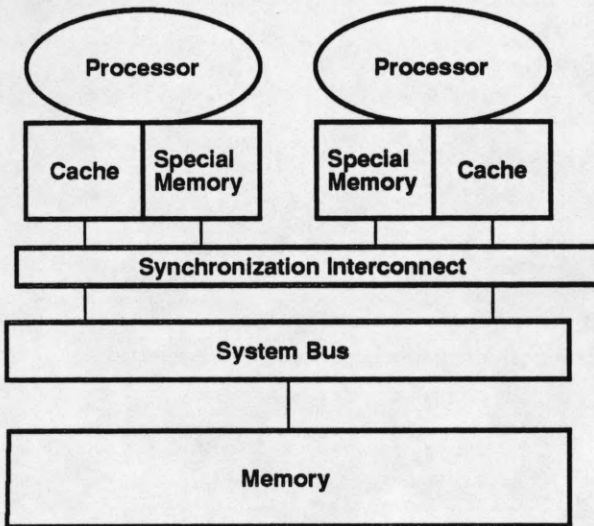 Processor
Processor
Cache
Special
Memory
Special
Memory
Cache
Synchronization Interconnect
System Bus
Memory